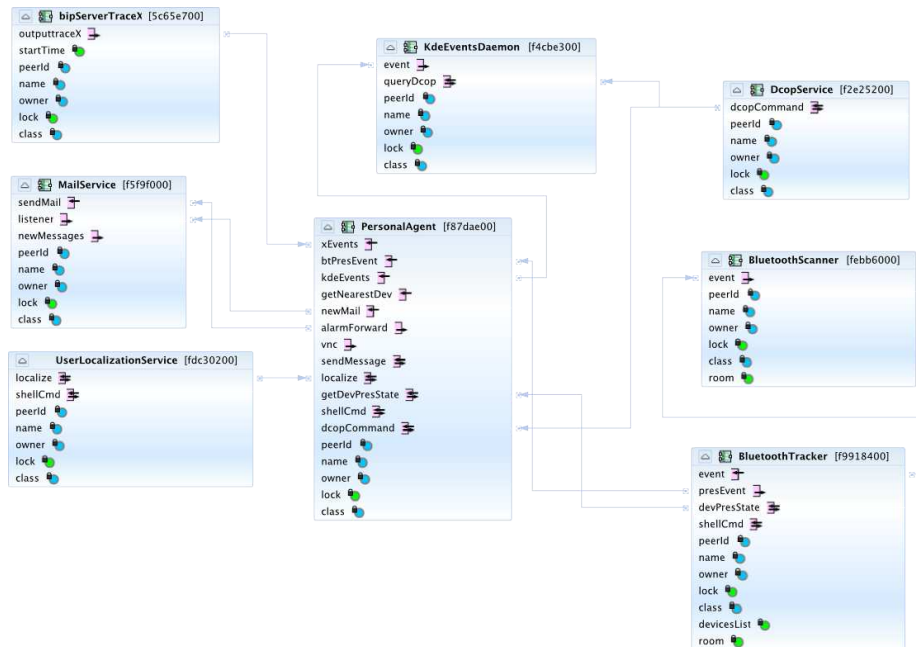 bipServerTraceX [5c65e700]
outputtraceX
startTime
peerId
name
owner
lock
class
KdeEventsDaemon [f4cbe300]
event
queryDcop
peerId
name
owner
lock
class
DcopService [f2e25200]
dcopCommand
peerId
name
owner
lock
class
MailService [f5f9f000]
sendMail
listener
newMessages
peerId
name
owner
lock
class
PersonalAgent [f87dae00]
xEvents
btPresEvent
kdeEvents
getNearestDev
newMail
alarmForward
vnc
sendMessage
localize
getDevPresState
shellCmd
dcopCommand
peerId
name
owner
lock
class
BluetoothScanner [febb6000]
event
peerId
name
owner
lock
class
room
UserLocalizationService [fdc30200]
localize
shellCmd
peerId
name
owner
lock
class
BluetoothTracker [f9918400]
event
presEvent
devPresState
shellCmd
peerId
name
owner
lock
class
devicesList
room